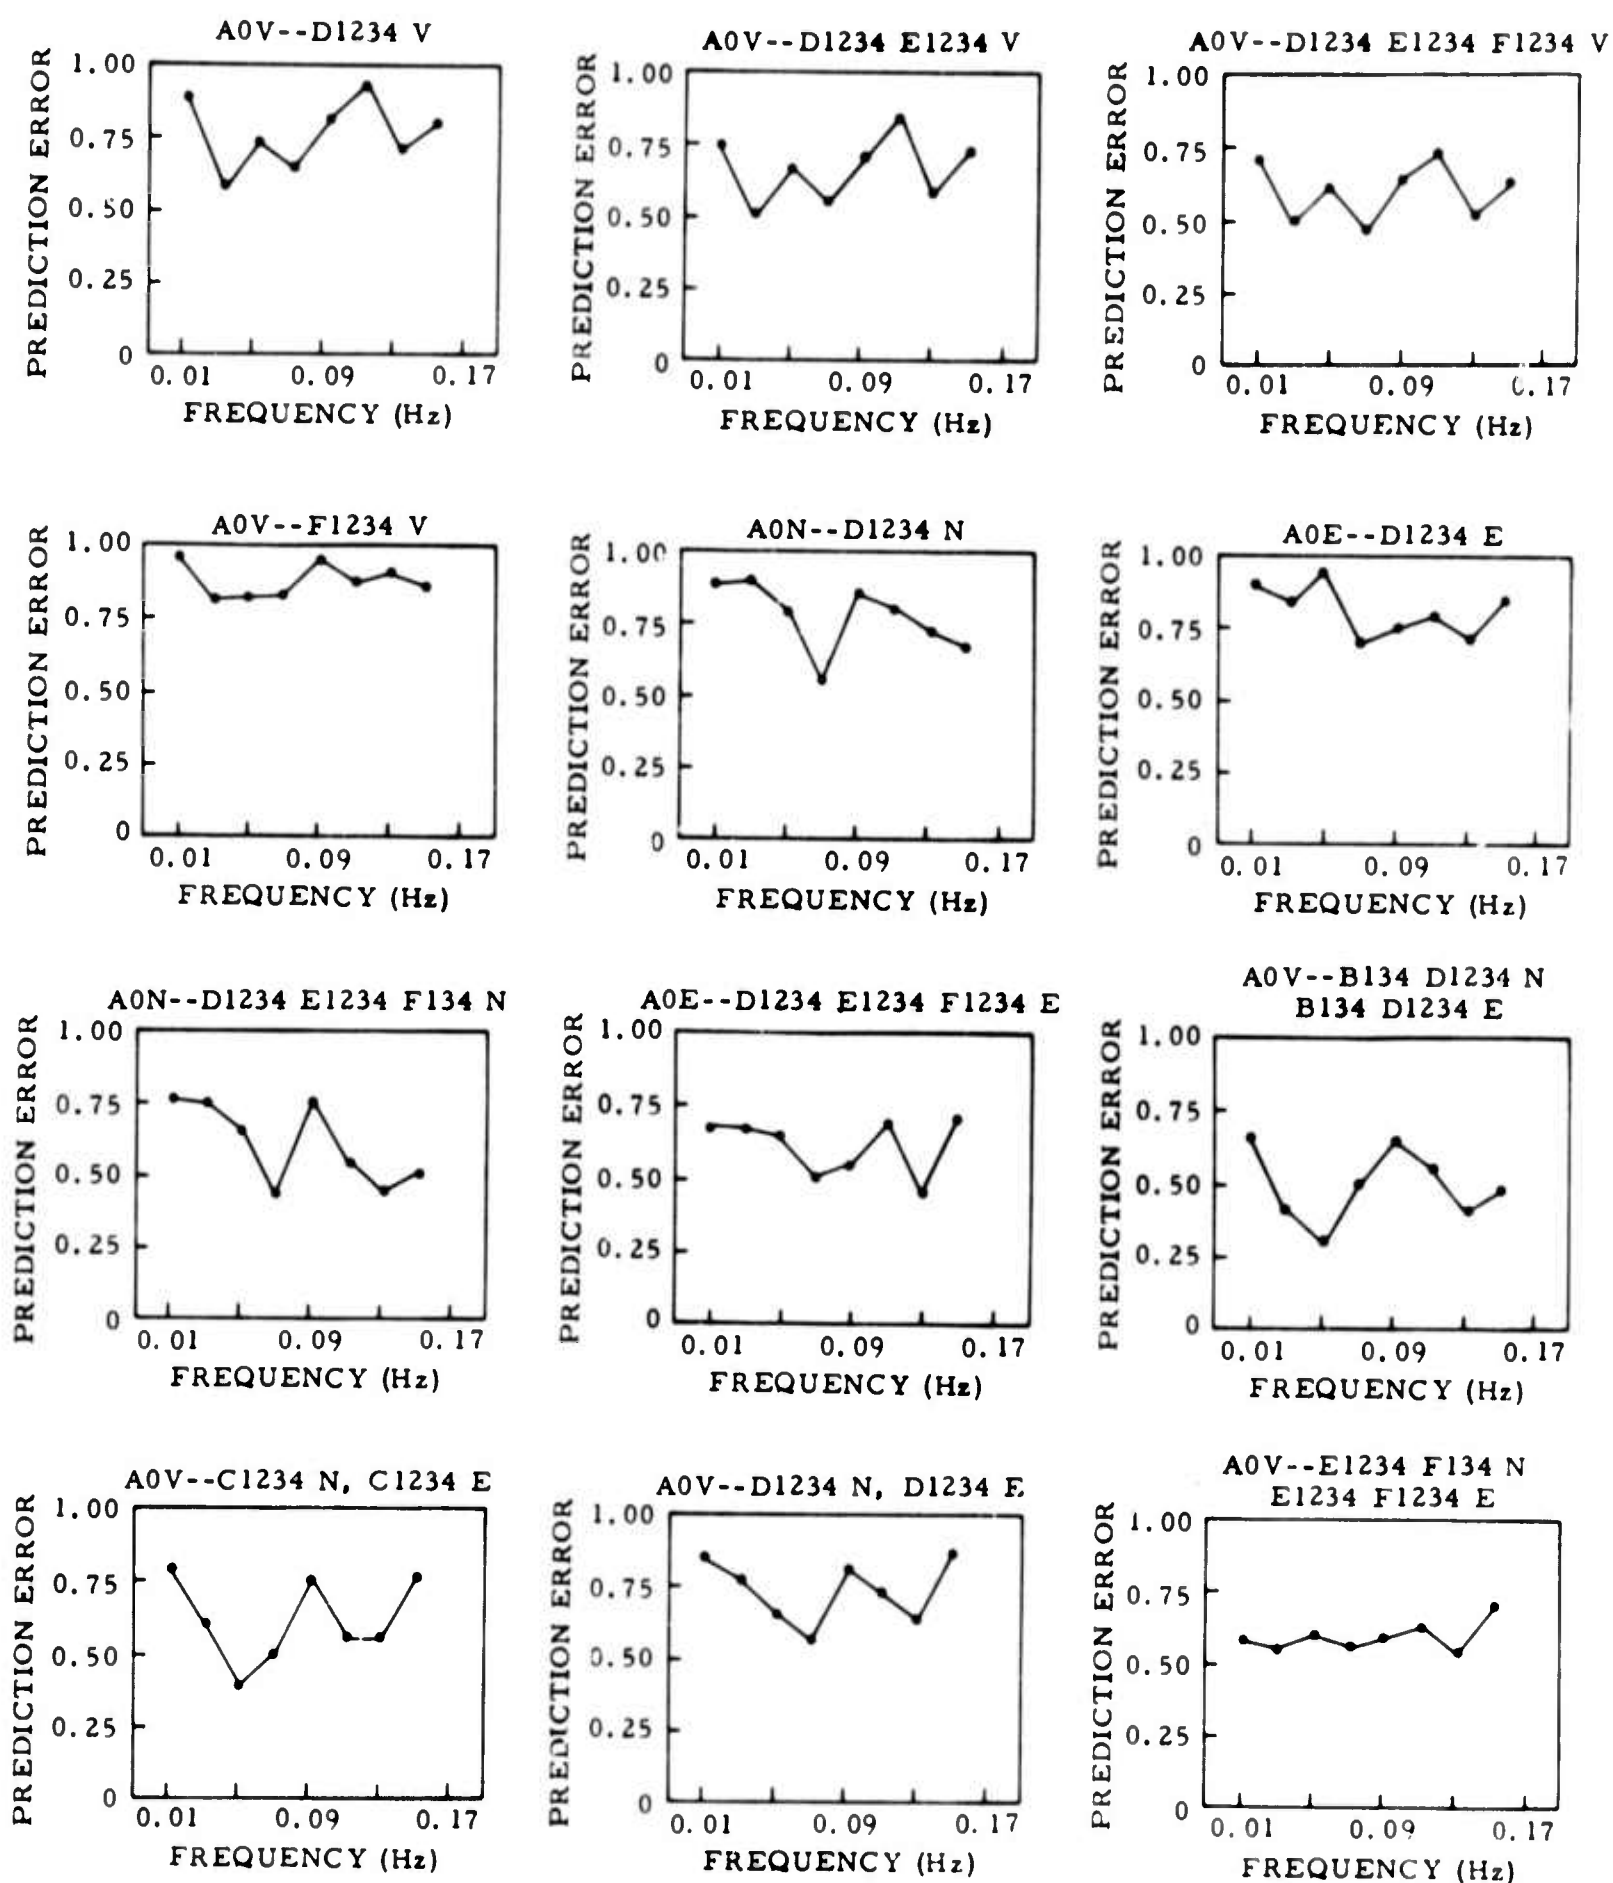 A0V--D1234 V
PREDICTION ERROR
1.00
0.75
0.50
0.25
0
0.01 0.09 0.17
FREQUENCY (Hz)
A0V--D1234 E1234 V
PREDICTION ERROR
1.00
0.75
0.50
0.25
0
0.01 0.09 0.17
FREQUENCY (Hz)
A0V--D1234 E1234 F1234 V
PREDICTION ERROR
1.00
0.75
0.50
0.25
0
0.01 0.09 0.17
FREQUENCY (Hz)
A0V--F1234 V
PREDICTION ERROR
1.00
0.75
0.50
0.25
0
0.01 0.09 0.17
FREQUENCY (Hz)
A0N--D1234 N
PREDICTION ERROR
1.00
0.75
0.50
0.25
0
0.01 0.09 0.17
FREQUENCY (Hz)
A0E--D1234 E
PREDICTION ERROR
1.00
0.75
0.50
0.25
0
0.01 0.09 0.17
FREQUENCY (Hz)
A0N--D1234 E1234 F134 N
PREDICTION ERROR
1.00
0.75
0.50
0.25
0
0.01 0.09 0.17
FREQUENCY (Hz)
A0E--D1234 E1234 F1234 E
PREDICTION ERROR
1.00
0.75
0.50
0.25
0
0.01 0.09 0.17
FREQUENCY (Hz)
A0V--B134 D1234 N
B134 D1234 E
PREDICTION ERROR
1.00
0.75
0.50
0.25
0
0.01 0.09 0.17
FREQUENCY (Hz)
A0V--C1234 N, C1234 E
PREDICTION ERROR
1.00
0.75
0.50
0.25
0
0.01 0.09 0.17
FREQUENCY (Hz)
A0V--D1234 N, D1234 E
PREDICTION ERROR
1.00
0.75
0.50
0.25
0
0.01 0.09 0.17
FREQUENCY (Hz)
A0V--E1234 F134 N
E1234 F1234 E
PREDICTION ERROR
1.00
0.75
0.50
0.25
0
0.01 0.09 0.17
FREQUENCY (Hz)